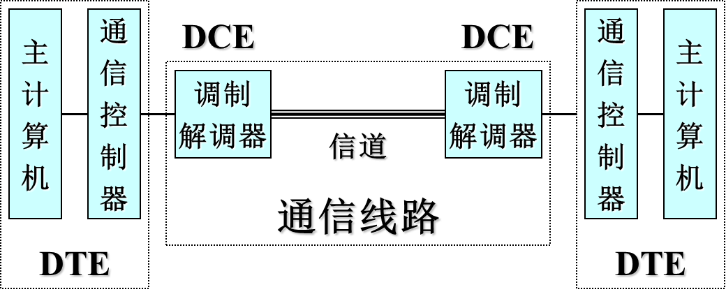 DCE
DCE
主计算机
通信控制器
调制
解调器
信道
调制
解调器
通信控制器
主计算机
通信线路
DTE
DTE